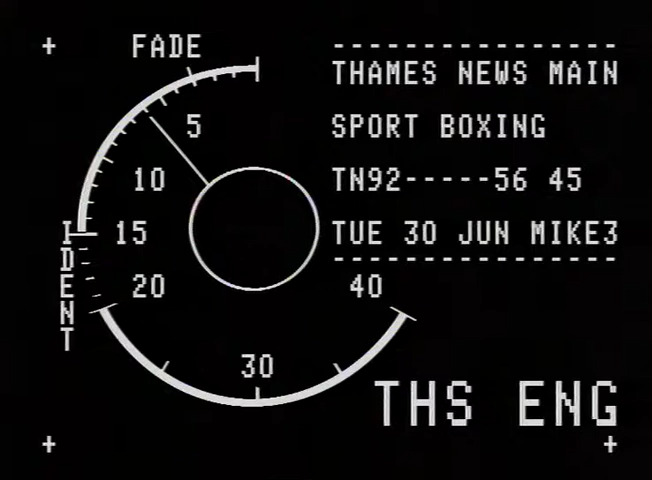 FADE
----------------
THAMES NEWS MAIN
5
SPORT BOXING
10
TN92-----56 45
15
TUE 30 JUN MIKE3
----------------
IDENT
20
40
30
THS ENG